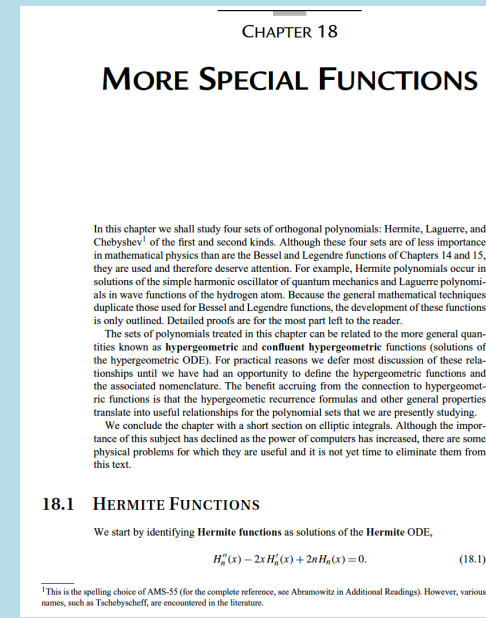 CHAPTER 18
MORE SPECIAL FUNCTIONS
In this chapter we shall study four sets of orthogonal polynomials: Hermite, Laguerre, and
Chebyshev¹ of the first and second kinds. Although these four sets are of less importance
in mathematical physics than are the Bessel and Legendre functions of Chapters 14 and 15,
they are used and therefore deserve attention. For example, Hermite polynomials occur in
solutions of the simple harmonic oscillator of quantum mechanics and Laguerre polynomi-
als in wave functions of the hydrogen atom. Because the general mathematical techniques
duplicate those used for Bessel and Legendre functions, the development of these functions
is only outlined. Detailed proofs are for the most part left to the reader.
The sets of polynomials treated in this chapter can be related to the more general quan-
tities known as hypergeometric and confluent hypergeometric functions (solutions of
the hypergeometric ODE). For practical reasons we defer most discussion of these rela-
tionships until we have had an opportunity to define the hypergeometric functions and
the associated nomenclature. The benefit accruing from the connection to hypergeomet-
ric functions is that the hypergeometric recurrence formulas and other general properties
translate into useful relationships for the polynomial sets that we are presently studying.
We conclude the chapter with a short section on elliptic integrals. Although the impor-
tance of this subject has declined as the power of computers has increased, there are some
physical problems for which they are useful and it is not yet time to eliminate them from
this text.
18.1 HERMITE FUNCTIONS
We start by identifying Hermite functions as solutions of the Hermite ODE,
Hₙ″(x) − 2xHₙ′(x) + 2nHₙ(x) = 0. (18.1)
¹This is the spelling choice of AMS-55 (for the complete reference, see Abramowitz in Additional Readings). However, various
names, such as Tschebyscheff, are encountered in the literature.